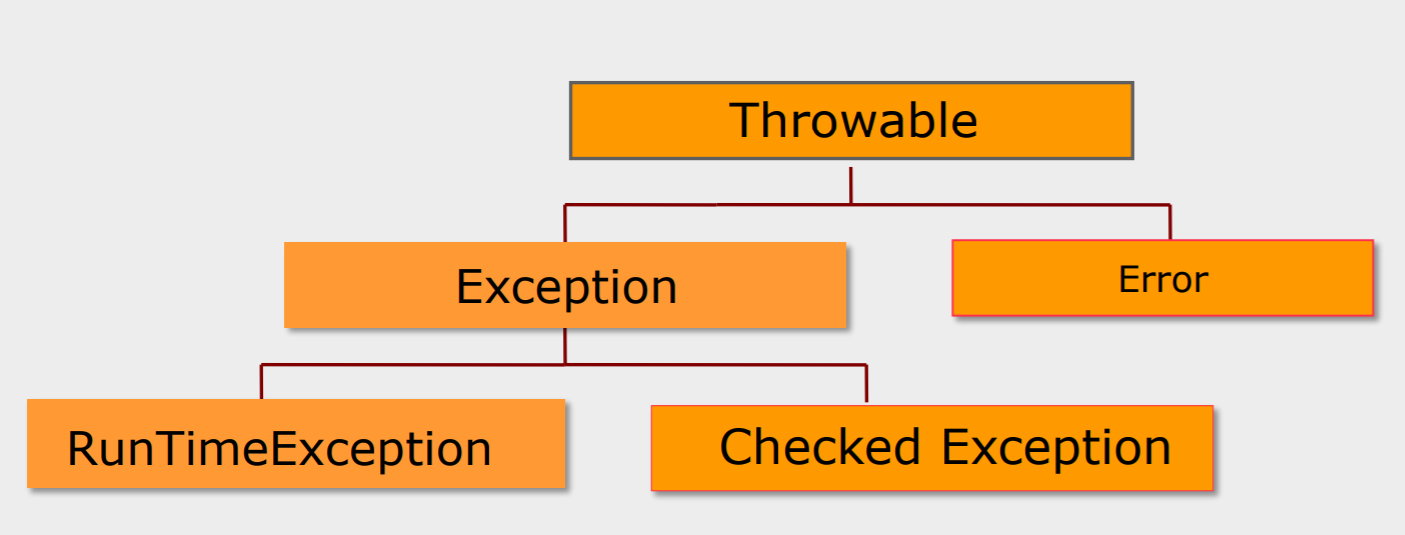 Throwable
Exception
Error
RunTimeException
Checked Exception